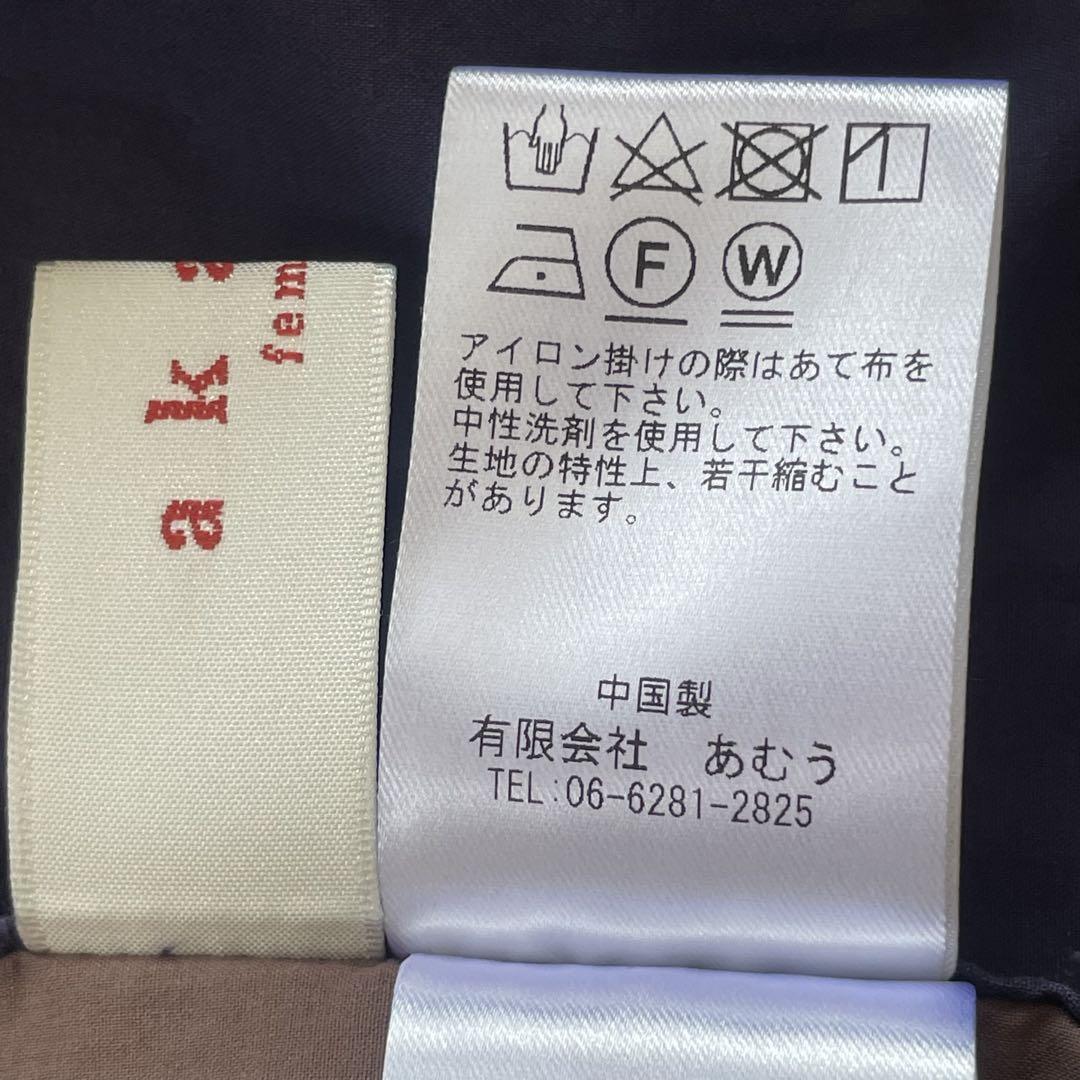 a k a
fem
F W
アイロン掛けの際はあて布を
使用して下さい。
中性洗剤を使用して下さい。
生地の特性上、若干縮むこと
があります。
中国製
有限会社 あむう
TEL:06-6281-2825